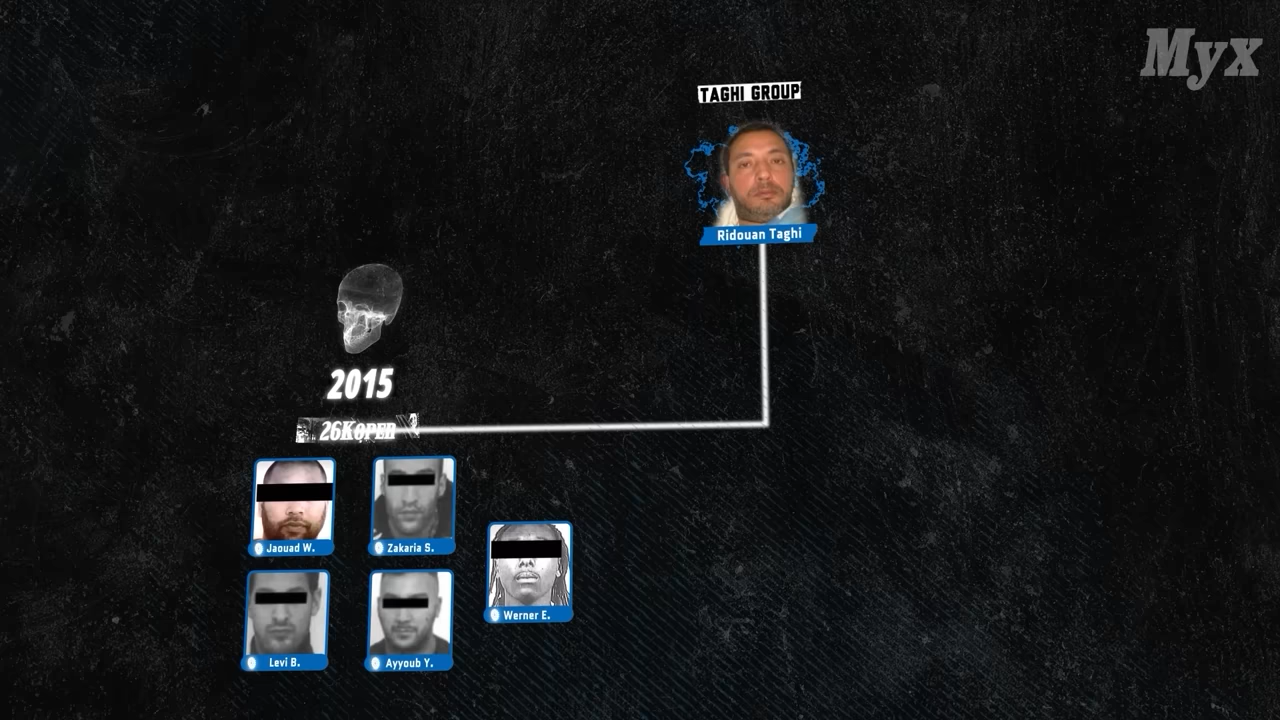 Myx
TAGHI GROUP
Ridouan Taghi
2015
26KOPER
Jaouad W.
Zakaria S.
Werner E.
Levi B.
Ayyoub Y.